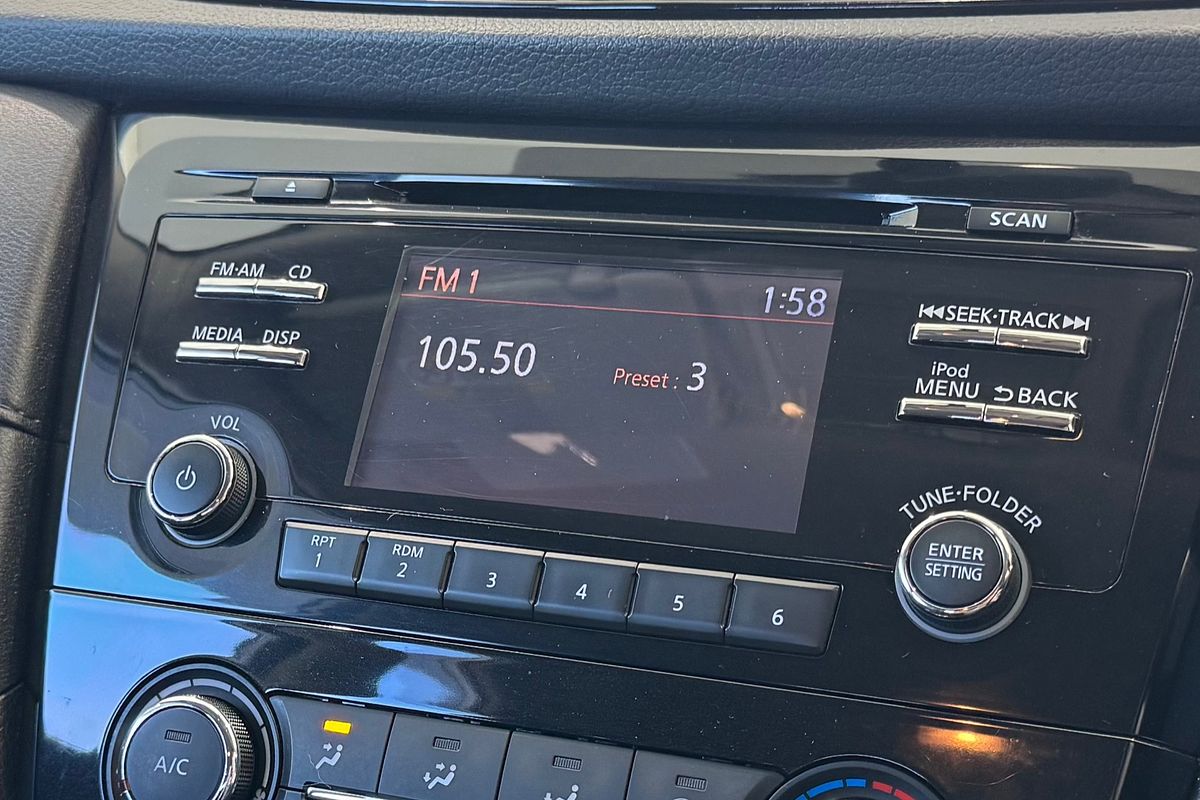 SCAN
FM·AM CD
MEDIA DISP
FM 1
1:58
105.50
Preset : 3
SEEK·TRACK
iPod
MENU BACK
VOL
TUNE·FOLDER
ENTER
SETTING
RPT
1
RDM
2
3
4
5
6
A/C